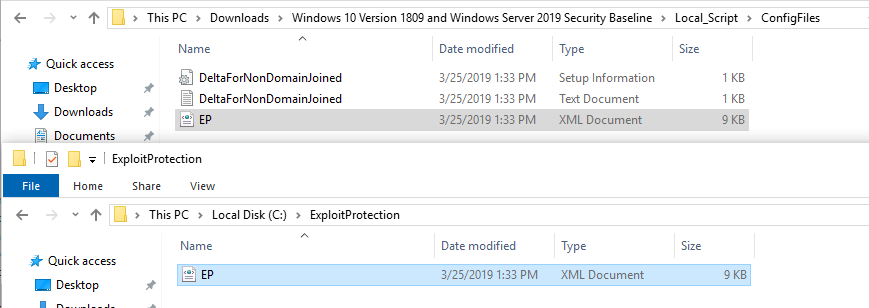 This PC > Downloads > Windows 10 Version 1809 and Windows Server 2019 Security Baseline > Local_Script > ConfigFiles
Name Date modified Type Size
Quick access
DeltaForNonDomainJoined 3/25/2019 1:33 PM Setup Information 1 KB
Desktop
DeltaForNonDomainJoined 3/25/2019 1:33 PM Text Document 1 KB
Downloads
EP 3/25/2019 1:33 PM XML Document 9 KB
Documents
ExploitProtection
File Home Share View
This PC > Local Disk (C:) > ExploitProtection
Name Date modified Type Size
Quick access
EP 3/25/2019 1:33 PM XML Document 9 KB
Desktop